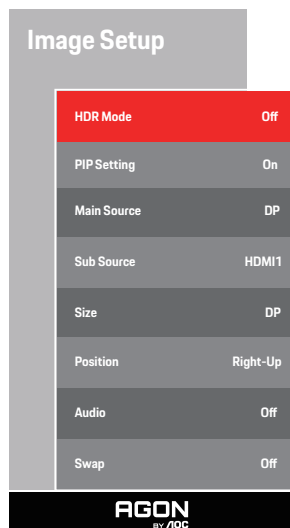 Image Setup
HDR Mode Off
PIP Setting On
Main Source DP
Sub Source HDMI1
Size DP
Position Right-Up
Audio Off
Swap Off
AGON
BY AOC